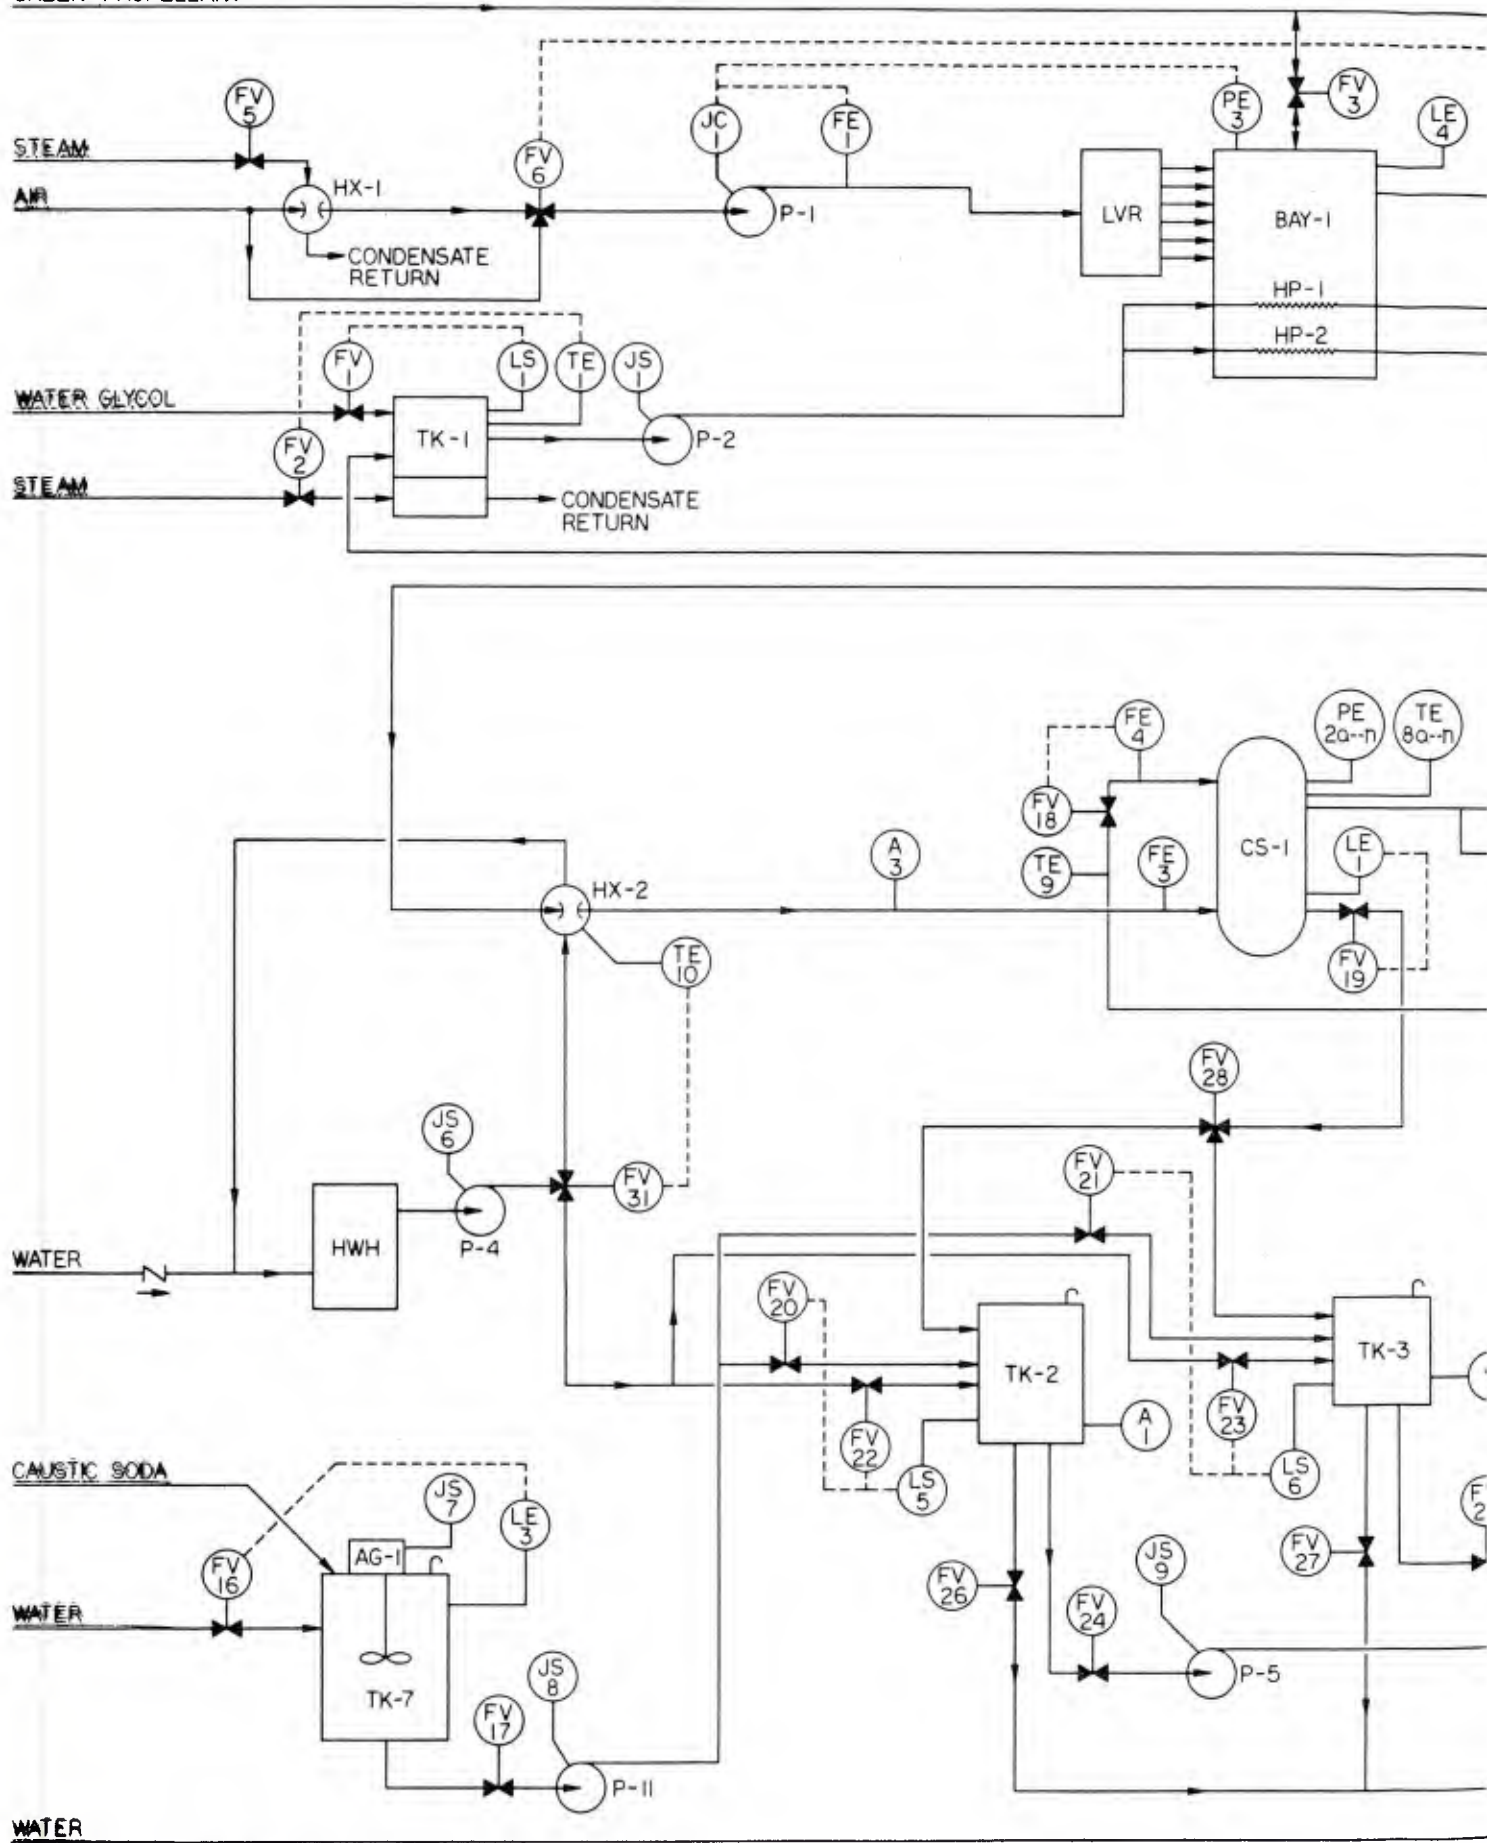 FV
5
STEAM
AIR
HX-1
CONDENSATE
RETURN
FV
6
JC
1
FE
1
P-1
LVR
PE
3
FV
3
LE
4
BAY-1
HP-1
HP-2
FV
1
LS
1
TE
1
JS
1
WATER GLYCOL
FV
2
TK-1
P-2
STEAM
CONDENSATE
RETURN
FE
4
PE
2a--n
TE
8a--n
FV
18
A
3
TE
9
FE
3
CS-1
LE
1
HX-2
TE
10
FV
19
FV
28
JS
6
FV
31
FV
21
HWH
P-4
WATER
FV
20
TK-2
TK-3
FV
22
A
1
FV
23
LS
5
LS
6
CAUSTIC SODA
JS
7
LE
3
AG-1
FV
16
WATER
TK-7
FV
26
FV
24
JS
9
FV
27
P-5
JS
8
FV
17
P-11
WATER